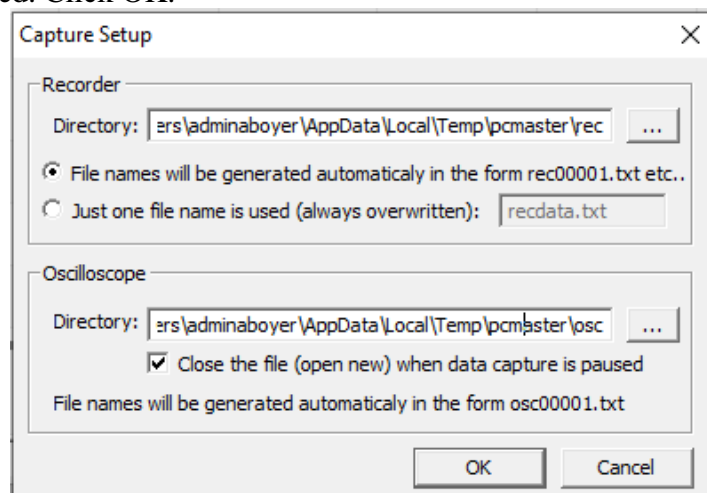 ed. Click OK.
Capture Setup
Recorder
Directory: ers\adminaboyer\AppData\Local\Temp\pcmaster\rec ...
File names will be generated automaticaly in the form rec00001.txt etc..
Just one file name is used (always overwritten): recdata.txt
Oscilloscope
Directory: ers\adminaboyer\AppData\Local\Temp\pcmaster\osc ...
Close the file (open new) when data capture is paused
File names will be generated automaticaly in the form osc00001.txt
OK Cancel